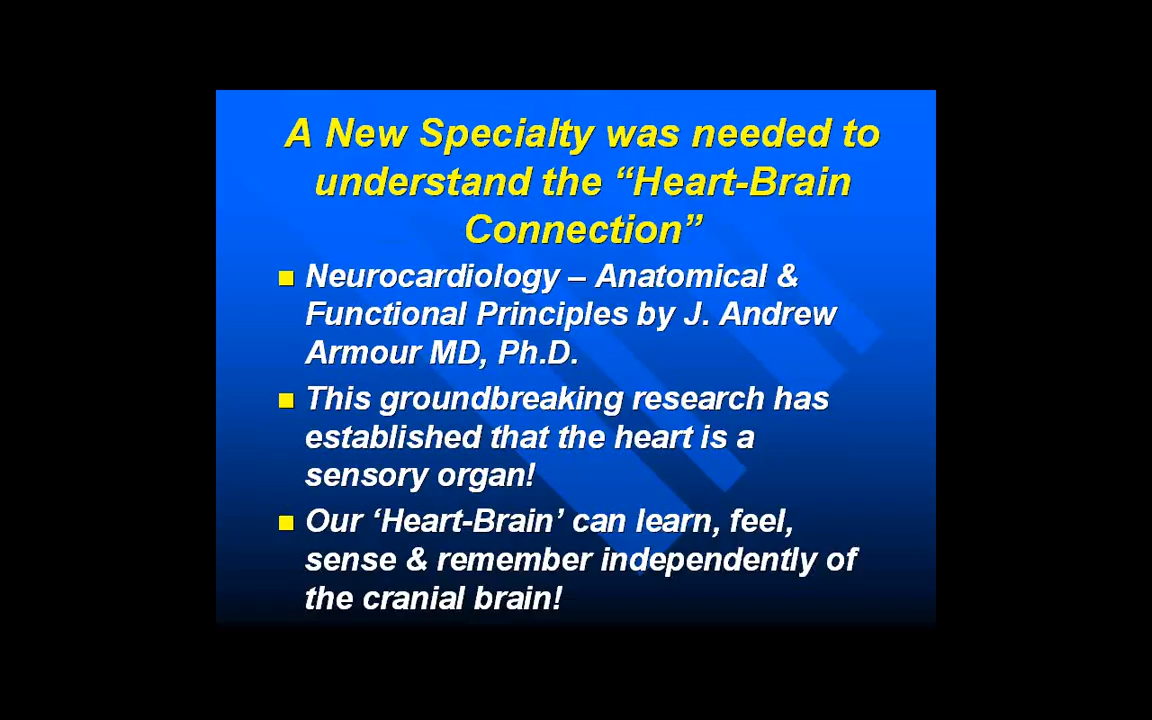 A New Specialty was needed to
understand the “Heart-Brain
Connection”
Neurocardiology – Anatomical &
Functional Principles by J. Andrew
Armour MD, Ph.D.
This groundbreaking research has
established that the heart is a
sensory organ!
Our ‘Heart-Brain’ can learn, feel,
sense & remember independently of
the cranial brain!